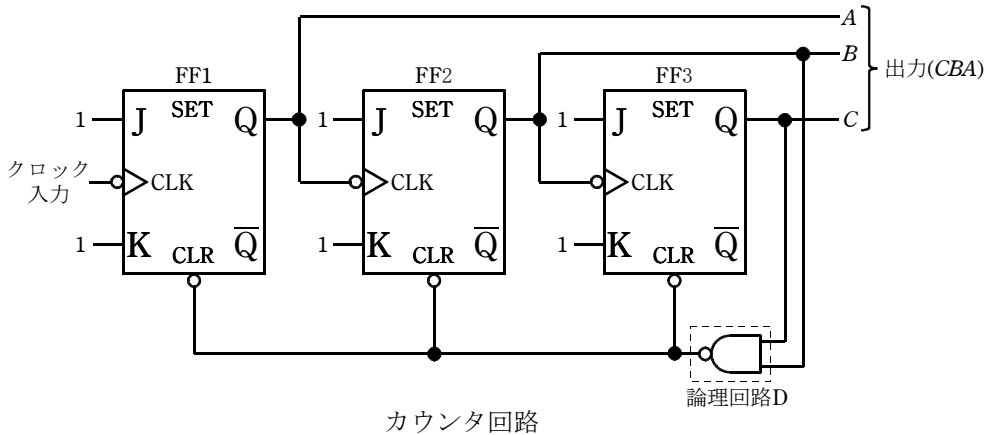 A
B
出力(CBA)
FF1
FF2
FF3
1 J SET Q
1 J SET Q
1 J SET Q
C
クロック
入力
CLK
CLK
CLK
1 K CLR Q̅
1 K CLR Q̅
1 K CLR Q̅
論理回路D
カウンタ回路